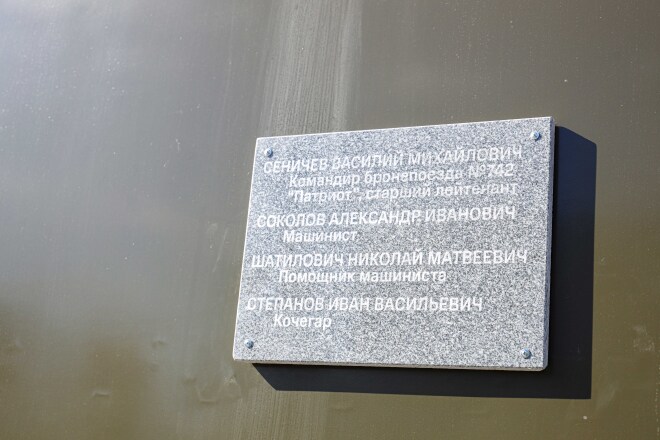 СЕНИЧЕВ ВАСИЛИЙ МИХАЙЛОВИЧ
Командир бронепоезда №742
"Патриот", старший лейтенант
СОКОЛОВ АЛЕКСАНДР ИВАНОВИЧ
Машинист
ШАТИЛОВИЧ НИКОЛАЙ МАТВЕЕВИЧ
Помощник машиниста
СТЕПАНОВ ИВАН ВАСИЛЬЕВИЧ
Кочегар